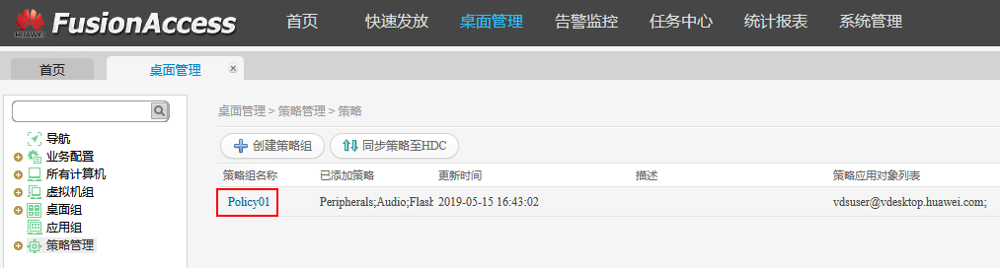 HUAWEI FusionAccess 首页 快速发放 桌面管理 告警监控 任务中心 统计报表 系统管理
首页 桌面管理
桌面管理 > 策略管理 > 策略
导航
业务配置
所有计算机
虚拟机组
桌面组
应用组
策略管理
创建策略组 同步策略至HDC
策略组名称 已添加策略 更新时间 描述 策略应用对象列表
Policy01 Peripherals;Audio;Flash 2019-05-15 16:43:02 vdsuser@vdesktop.huawei.com;